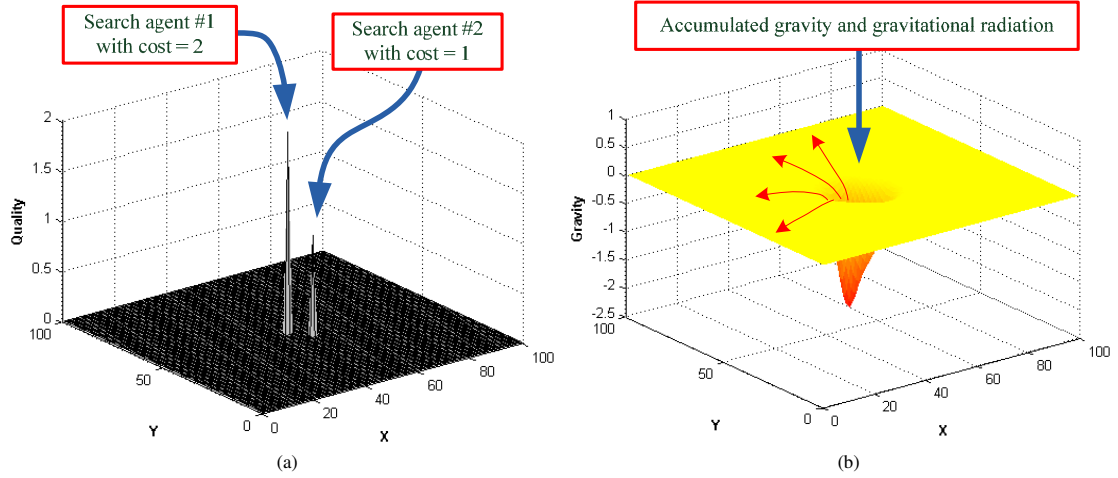 Search agent #1
with cost = 2
Search agent #2
with cost = 1
Quality
2
1.5
1
0.5
0
100
50
0
Y
0
20
40
60
80
100
X
(a)
Accumulated gravity and gravitational radiation
Gravity
1
0.5
0
-0.5
-1
-1.5
-2
-2.5
100
50
0
Y
0
20
40
60
80
100
X
(b)